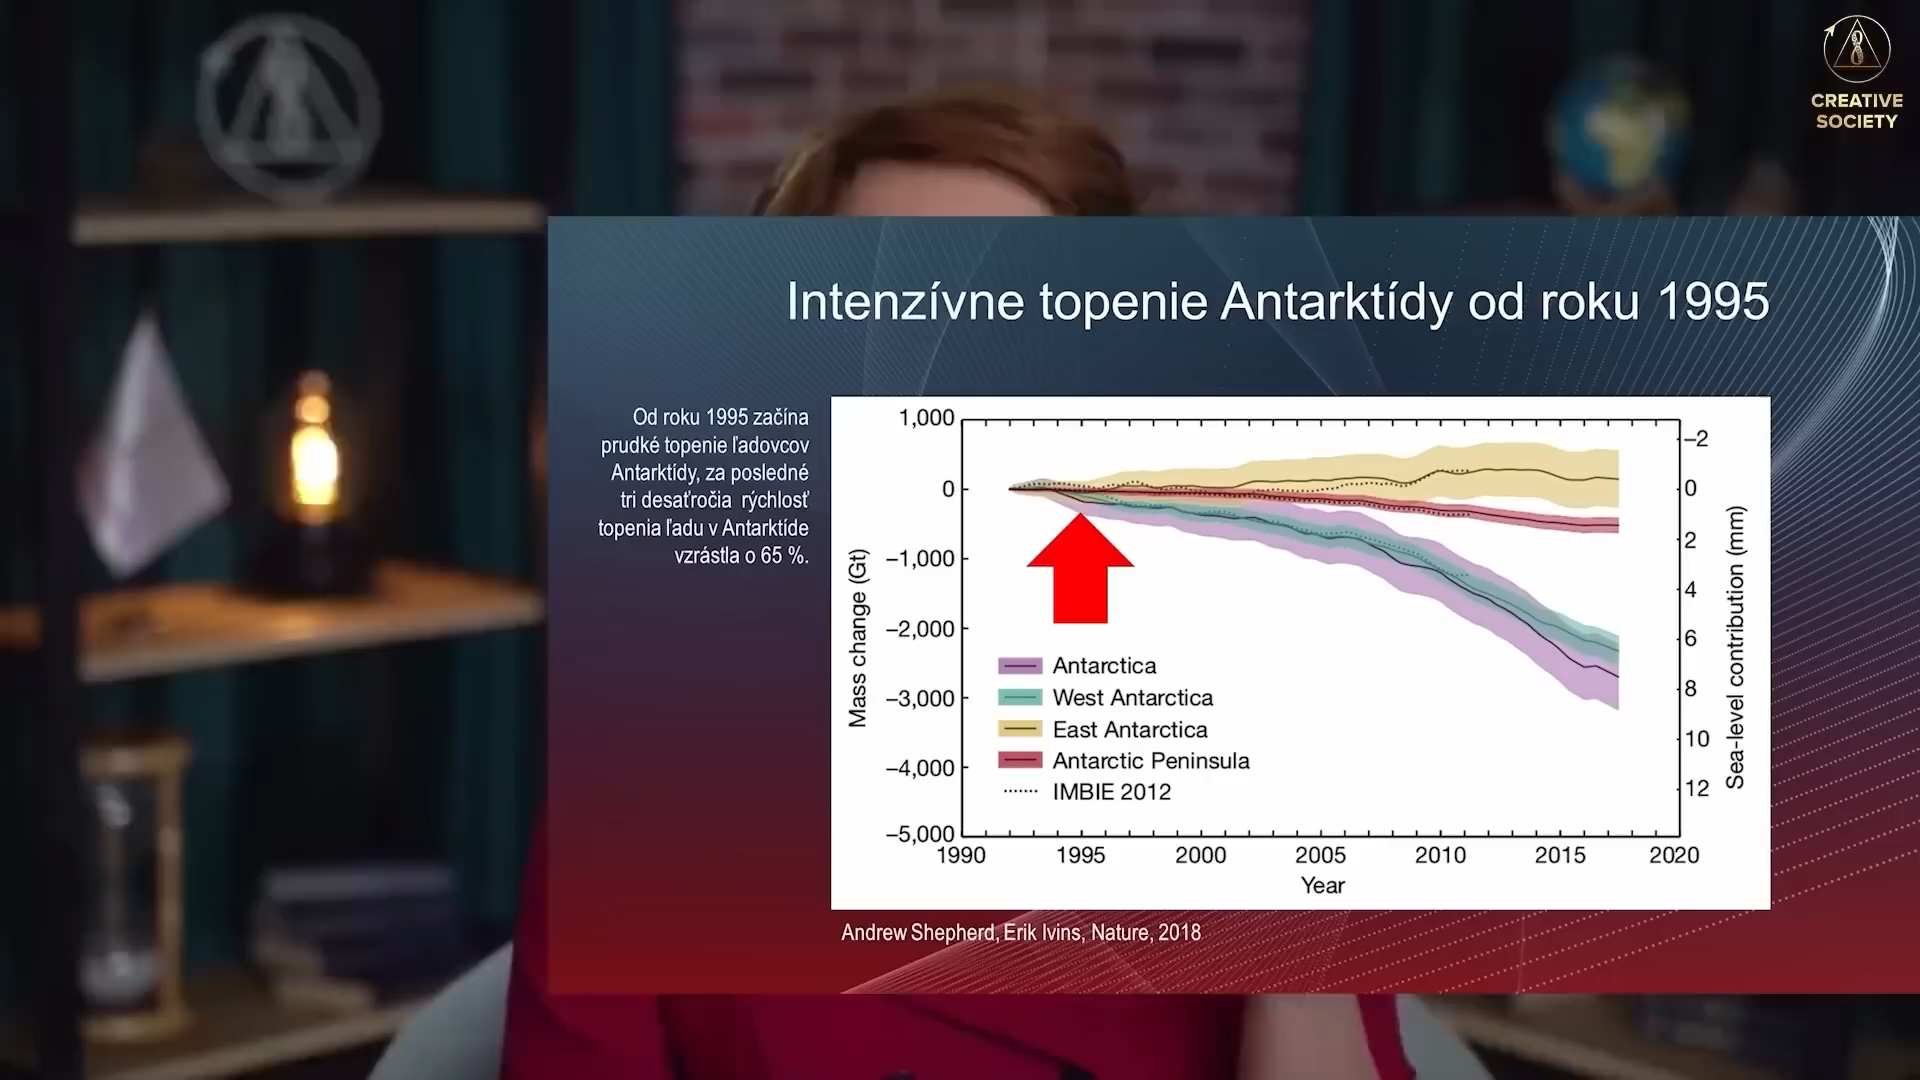 CREATIVE
SOCIETY
Intenzívne topenie Antarktídy od roku 1995
Od roku 1995 začína
prudké topenie ľadovcov
Antarktídy, za posledné
tri desaťročia rýchlosť
topenia ľadu v Antarktíde
vzrástla o 65 %.
1,000
0
−1,000
−2,000
−3,000
−4,000
−5,000
Mass change (Gt)
−2
0
2
4
6
8
10
12
Sea-level contribution (mm)
Antarctica
West Antarctica
East Antarctica
Antarctic Peninsula
IMBIE 2012
1990 1995 2000 2005 2010 2015 2020
Year
Andrew Shepherd, Erik Ivins, Nature, 2018